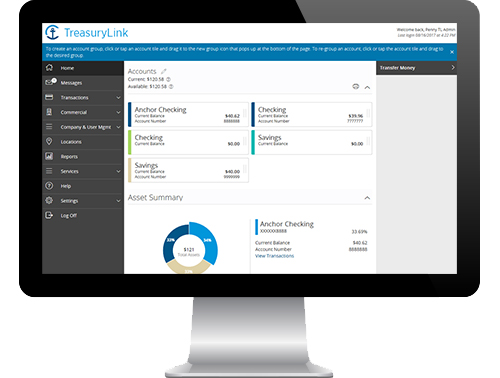 TreasuryLink
Welcome back, Penny TL Admin
Last login 08/16/2017 at 4:22 PM
To create an account group, click or tap an account tile and drag it to the new group icon that pops up at the bottom of the page. To re-group an account, click or tap the account tile and drag to
the desired group.
Home
Messages
Transactions
Commercial
Company & User Mgmt
Locations
Reports
Services
Help
Settings
Log Off
Accounts
Current: $120.58
Available: $120.58
Transfer Money
Anchor Checking
Current Balance $40.62
Account Number 8888888
Checking
Current Balance $39.96
Account Number 7777777
Checking
Current Balance $0.00
Savings
Current Balance $0.00
Savings
Current Balance $40.00
Account Number 9999999
Asset Summary
33%
34%
$121
Total Assets
Anchor Checking
XXXXXX8888 33.69%
Current Balance $40.62
Account Number 8888888
View Transactions